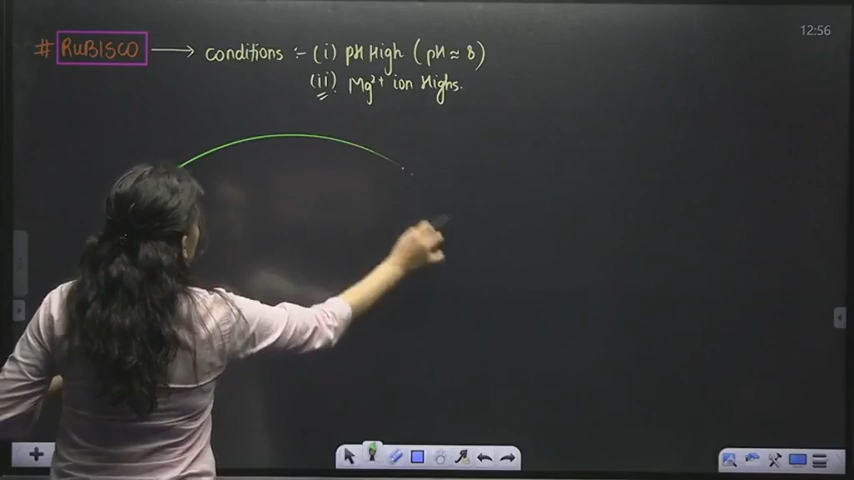 12:56
# RUBISCO → conditions :- (i) pH High (pH ≈ 8)
(ii) Mg²⁺ ion Highs.